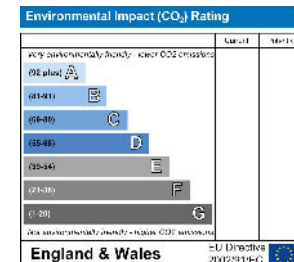 Environmental Impact (CO₂) Rating
Current Potential
Very environmentally friendly - lower CO2 emissions
(92 plus) A
(81-91) B
(69-80) C
(55-68) D
(39-54) E
(21-38) F
(1-20) G
Not environmentally friendly - higher CO2 emissions
England & Wales
EU Directive
2002/91/EC